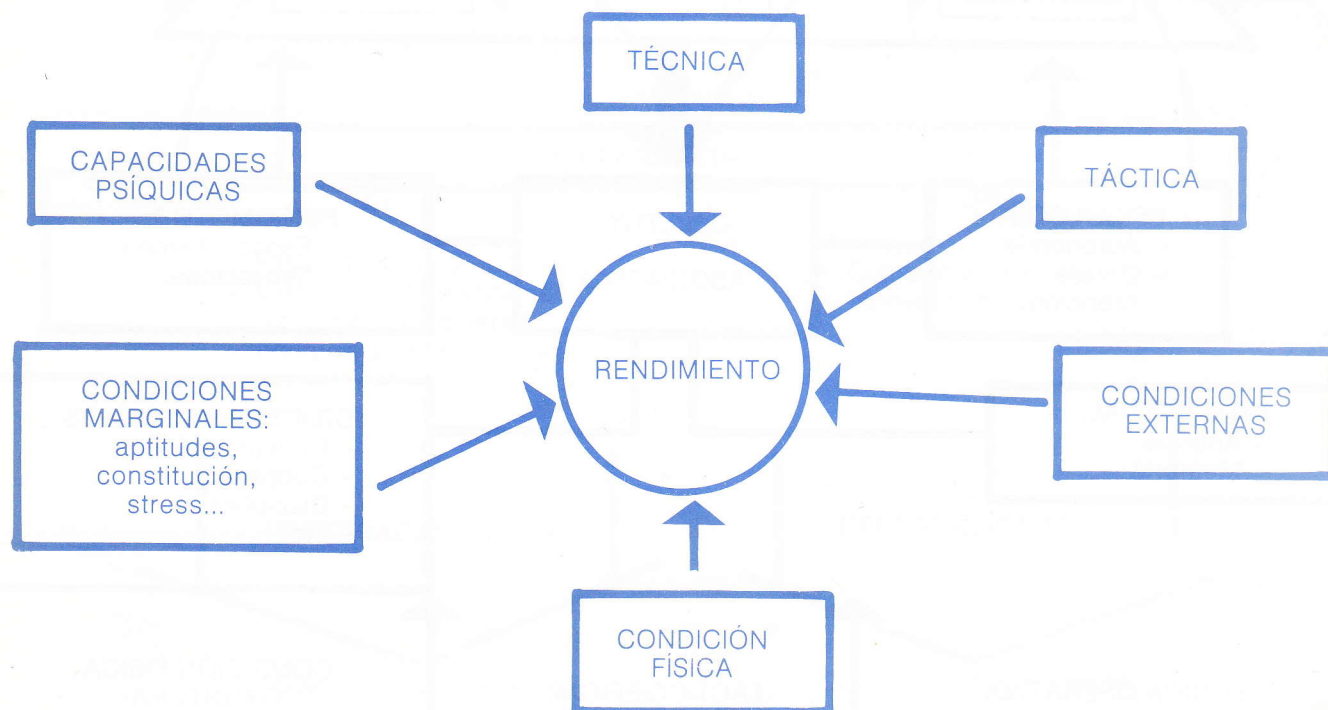 TÉCNICA
CAPACIDADES
PSÍQUICAS
TÁCTICA
RENDIMIENTO
CONDICIONES
MARGINALES:
aptitudes,
constitución,
stress...
CONDICIONES
EXTERNAS
CONDICIÓN
FÍSICA